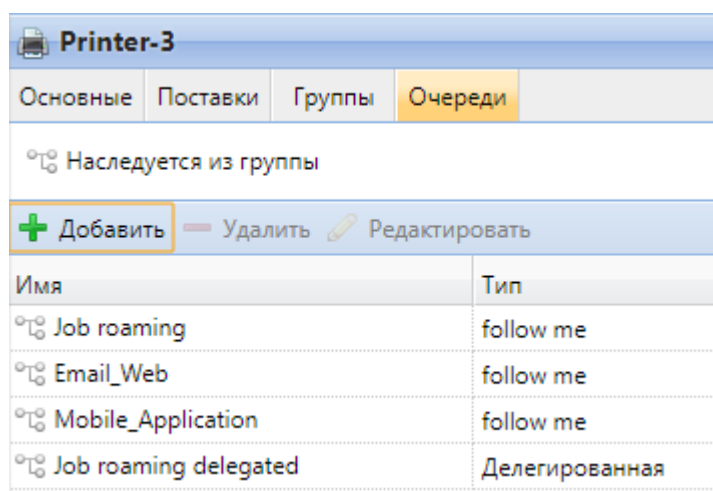 Printer-3
Основные Поставки Группы Очереди
Наследуется из группы
Добавить Удалить Редактировать
Имя Тип
Job roaming follow me
Email_Web follow me
Mobile_Application follow me
Job roaming delegated Делегированная